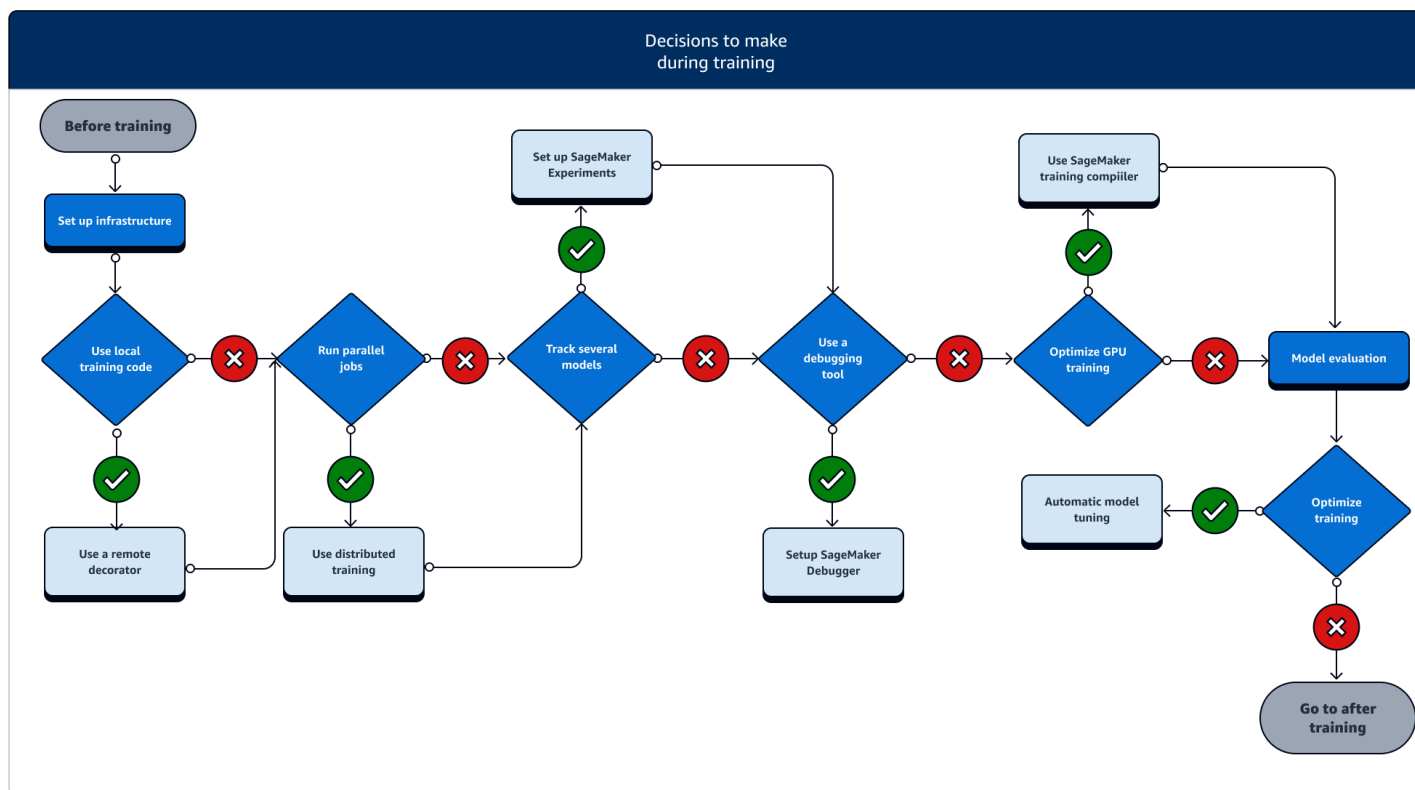 Decisions to make
during training
Before training
Set up infrastructure
Use local
training code
Use a remote
decorator
Run parallel
jobs
Use distributed
training
Set up SageMaker
Experiments
Track several
models
Use a
debugging
tool
Setup SageMaker
Debugger
Use SageMaker
training compiiler
Optimize GPU
training
Model evaluation
Automatic model
tuning
Optimize
training
Go to after
training